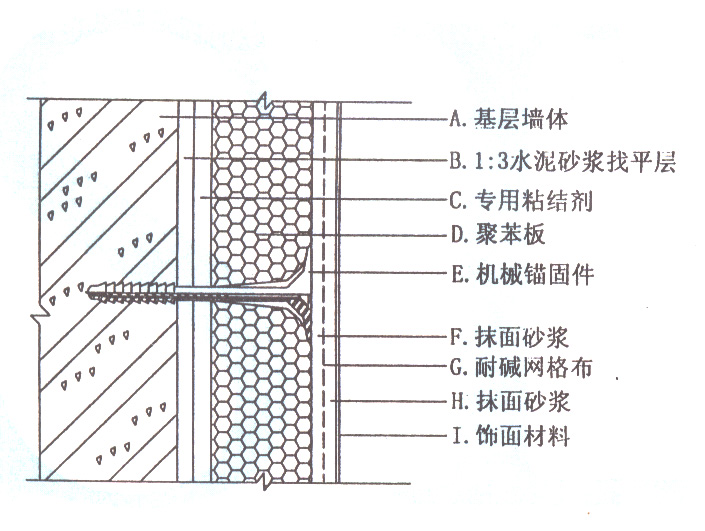 A.基层墙体
B.1:3水泥砂浆找平层
C.专用粘结剂
D.聚苯板
E.机械锚固件
F.抹面砂浆
G.耐碱网格布
H.抹面砂浆
I.饰面材料